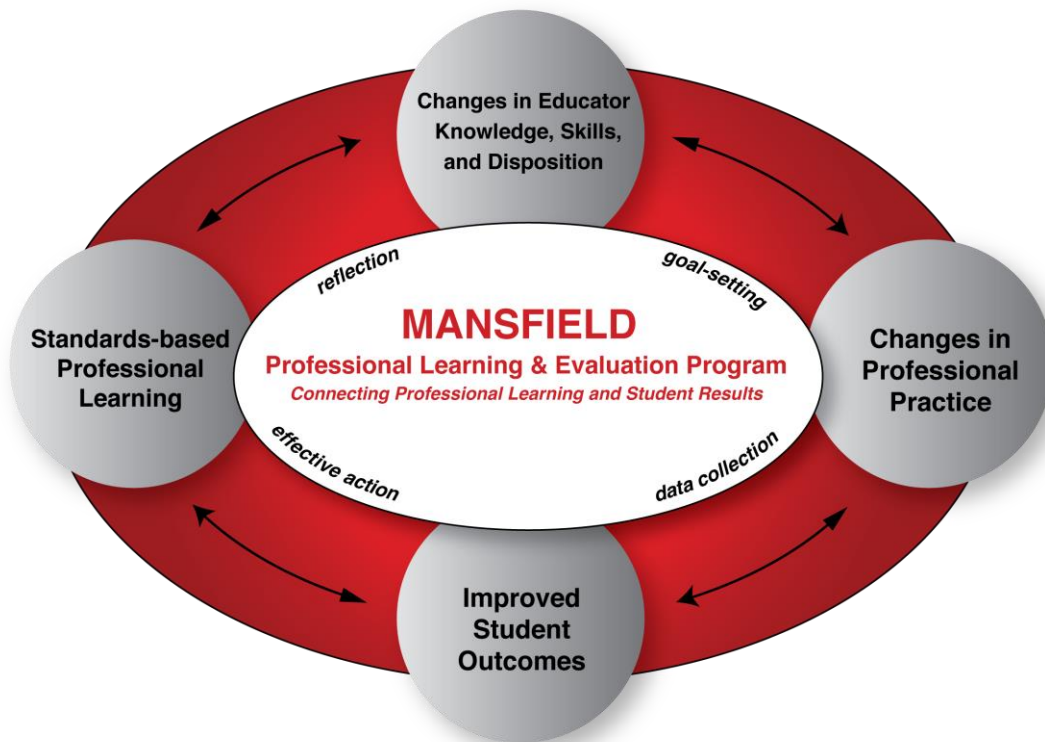 Changes in Educator
Knowledge, Skills,
and Disposition
reflection
goal-setting
MANSFIELD
Professional Learning & Evaluation Program
Connecting Professional Learning and Student Results
Standards-based
Professional
Learning
Changes in
Professional
Practice
effective action
data collection
Improved
Student
Outcomes